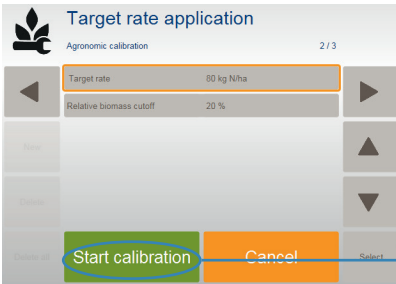 Target rate application
Agronomic calibration 2/3
Target rate 80 kg N/ha
Relative biomass cutoff 20 %
New
Delete
Delete all
Start calibration
Cancel
Select